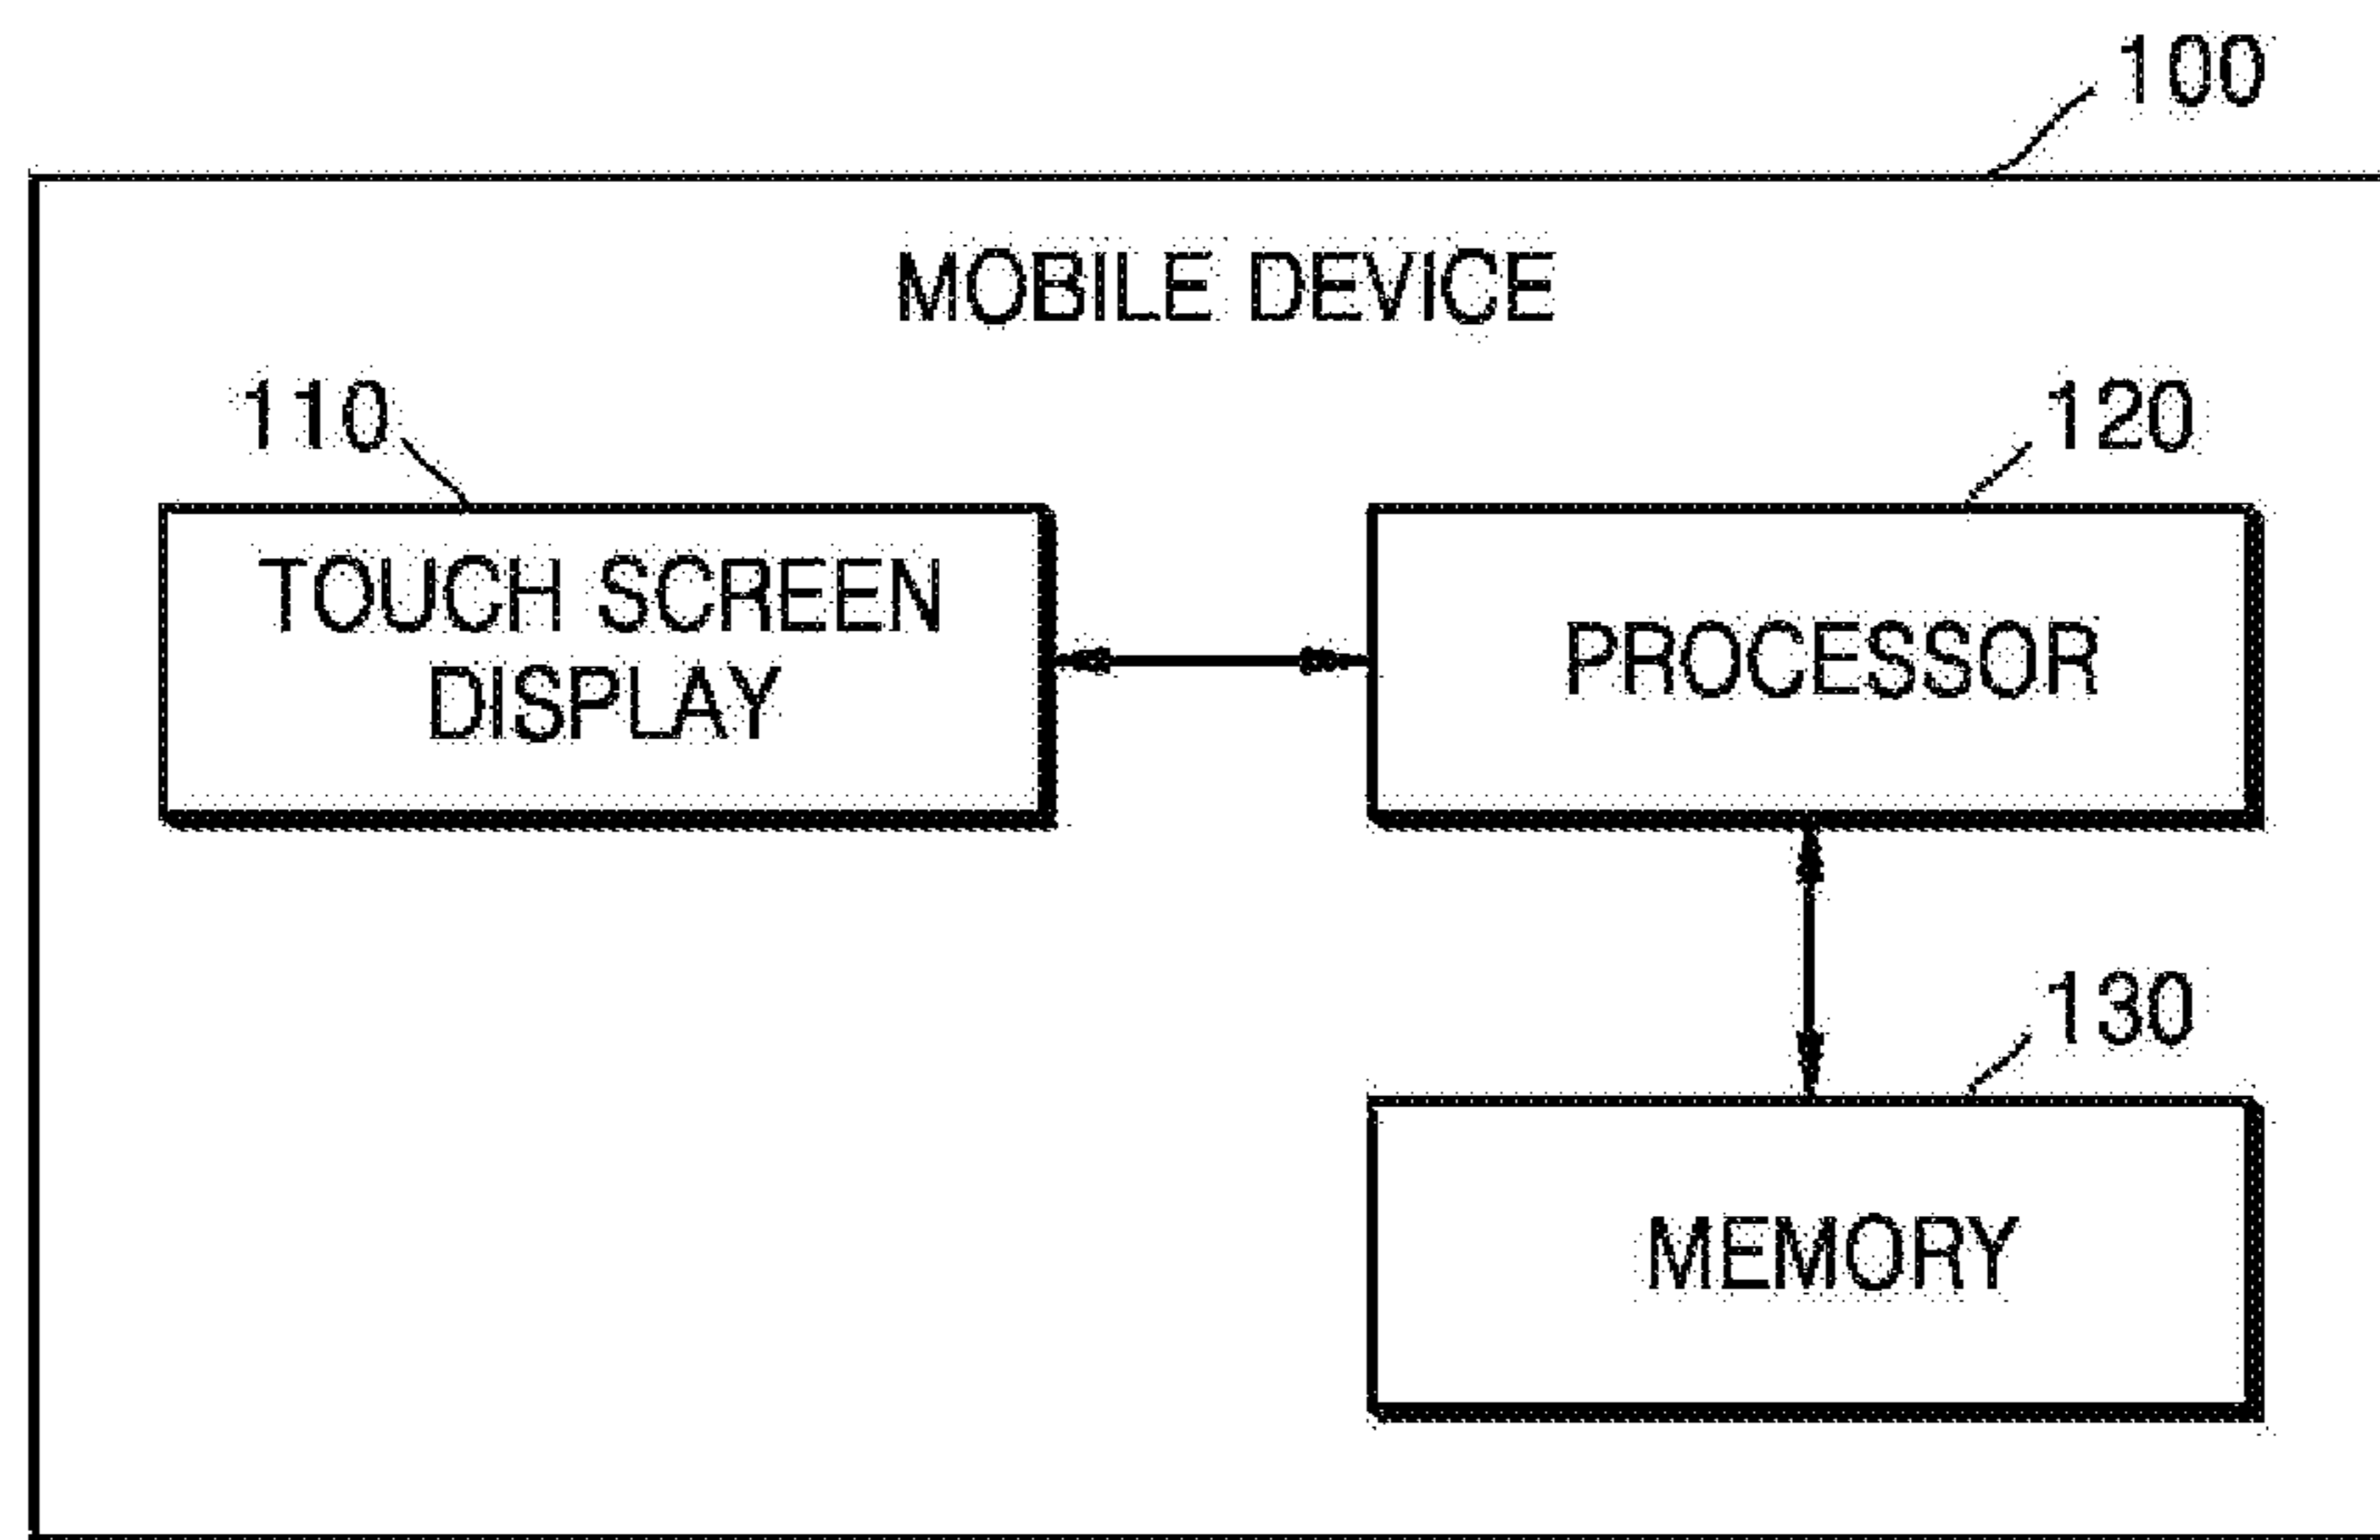 100
MOBILE DEVICE
110
120
TOUCH SCREEN
DISPLAY
PROCESSOR
130
MEMORY